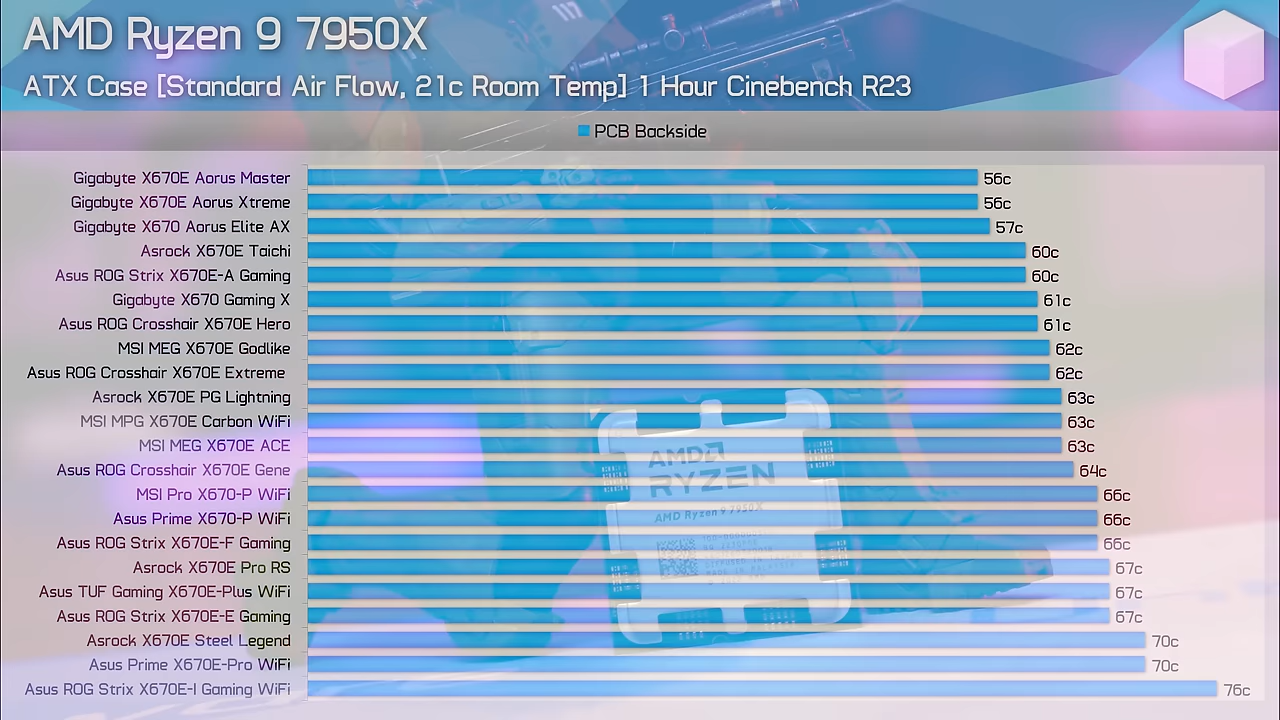 AMD Ryzen 9 7950X
ATX Case [Standard Air Flow, 21c Room Temp] 1 Hour Cinebench R23
PCB Backside
Gigabyte X670E Aorus Master 56c
Gigabyte X670E Aorus Xtreme 56c
Gigabyte X670 Aorus Elite AX 57c
Asrock X670E Taichi 60c
Asus ROG Strix X670E-A Gaming 60c
Gigabyte X670 Gaming X 61c
Asus ROG Crosshair X670E Hero 61c
MSI MEG X670E Godlike 62c
Asus ROG Crosshair X670E Extreme 62c
Asrock X670E PG Lightning 63c
MSI MPG X670E Carbon WiFi 63c
MSI MEG X670E ACE 63c
Asus ROG Crosshair X670E Gene 64c
MSI Pro X670-P WiFi 66c
Asus Prime X670-P WiFi 66c
Asus ROG Strix X670E-F Gaming 66c
Asrock X670E Pro RS 67c
Asus TUF Gaming X670E-Plus WiFi 67c
Asus ROG Strix X670E-E Gaming 67c
Asrock X670E Steel Legend 70c
Asus Prime X670E-Pro WiFi 70c
Asus ROG Strix X670E-I Gaming WiFi 76c
AMD
RYZEN
AMD Ryzen 9 7950X